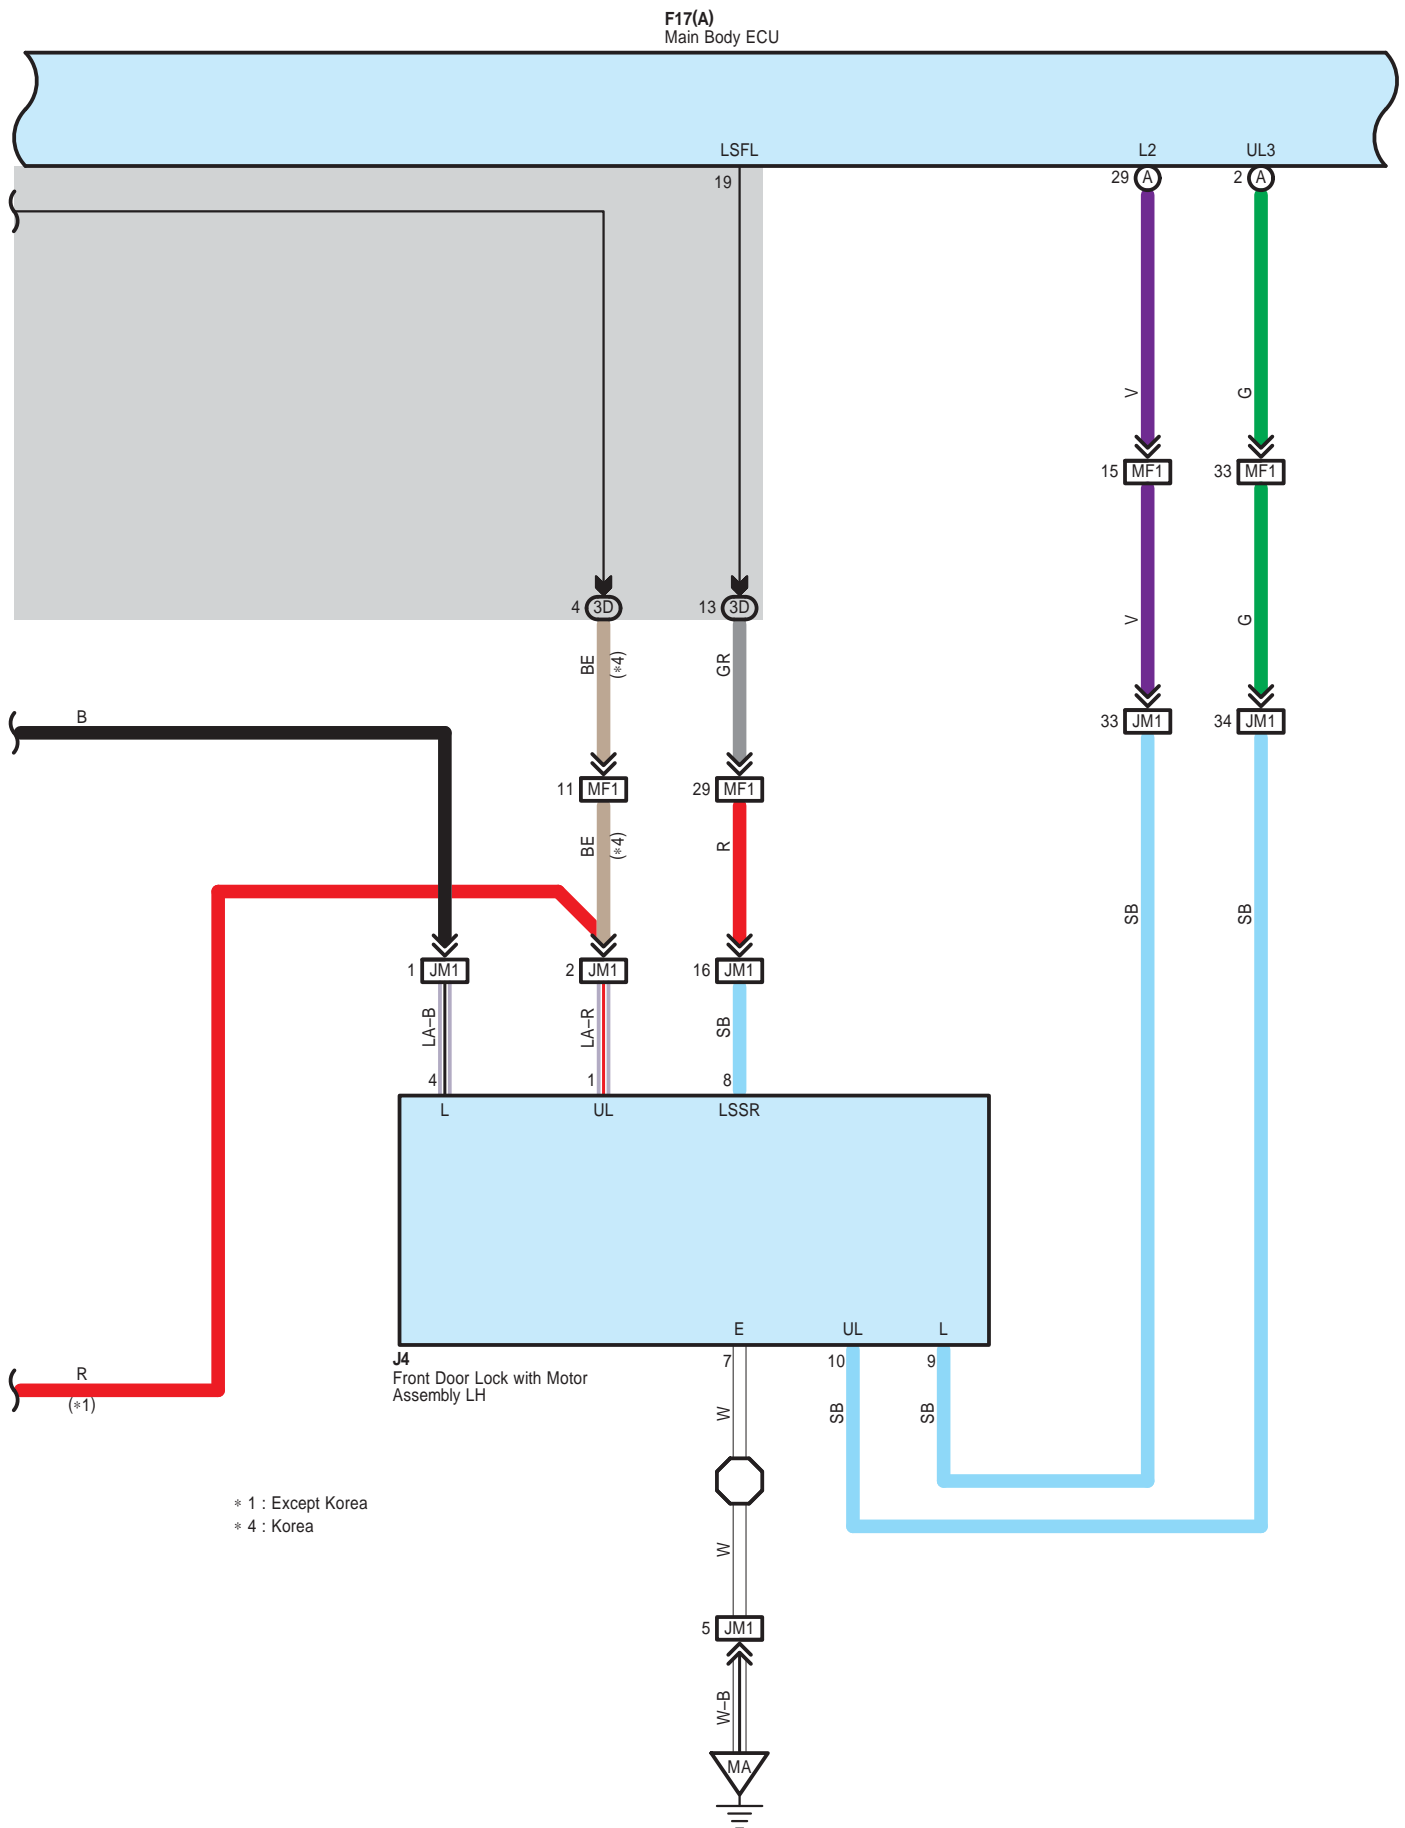 F17(A)
Main Body ECU
LSFL
L2
UL3
19
29 A
2 A
V
G
15 MF1
33 MF1
V
G
4 3D
13 3D
BE
(*4)
GR
33 JM1
34 JM1
B
11 MF1
29 MF1
BE
(*4)
R
SB
SB
1 JM1
2 JM1
16 JM1
LA-B
LA-R
SB
4
1
8
L
UL
LSSR
E
UL
L
J4
Front Door Lock with Motor
Assembly LH
7
10
9
R
(*1)
W
SB
SB
* 1 : Except Korea
* 4 : Korea
W
5 JM1
W-B
MA